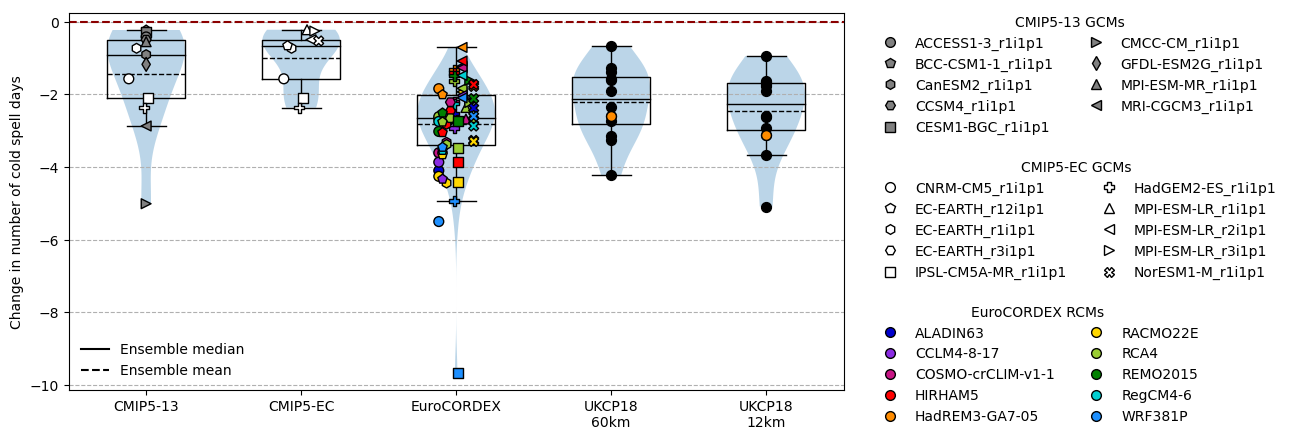 Change in number of cold spell days
0
−2
−4
−6
−8
−10
Ensemble median
Ensemble mean
CMIP5-13
CMIP5-EC
EuroCORDEX
UKCP18
60km
UKCP18
12km
CMIP5-13 GCMs
ACCESS1-3_r1i1p1
BCC-CSM1-1_r1i1p1
CanESM2_r1i1p1
CCSM4_r1i1p1
CESM1-BGC_r1i1p1
CMCC-CM_r1i1p1
GFDL-ESM2G_r1i1p1
MPI-ESM-MR_r1i1p1
MRI-CGCM3_r1i1p1
CMIP5-EC GCMs
CNRM-CM5_r1i1p1
EC-EARTH_r12i1p1
EC-EARTH_r1i1p1
EC-EARTH_r3i1p1
IPSL-CM5A-MR_r1i1p1
HadGEM2-ES_r1i1p1
MPI-ESM-LR_r1i1p1
MPI-ESM-LR_r2i1p1
MPI-ESM-LR_r3i1p1
NorESM1-M_r1i1p1
EuroCORDEX RCMs
ALADIN63
CCLM4-8-17
COSMO-crCLIM-v1-1
HIRHAM5
HadREM3-GA7-05
RACMO22E
RCA4
REMO2015
RegCM4-6
WRF381P